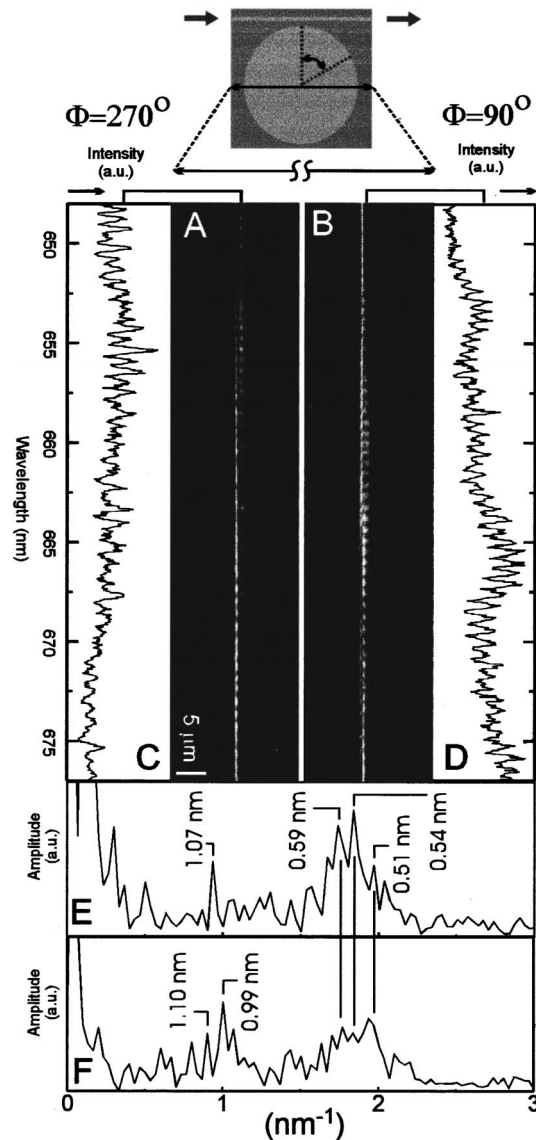 Φ=270°
Φ=90°
Intensity
(a.u.)
Intensity
(a.u.)
A
B
650
655
660
665
670
675
Wavelength (nm)
5 μm
C
D
Amplitude
(a.u.)
1.07 nm
0.59 nm
0.54 nm
0.51 nm
E
Amplitude
(a.u.)
1.10 nm
0.99 nm
F
0
1
2
3
(nm⁻¹)